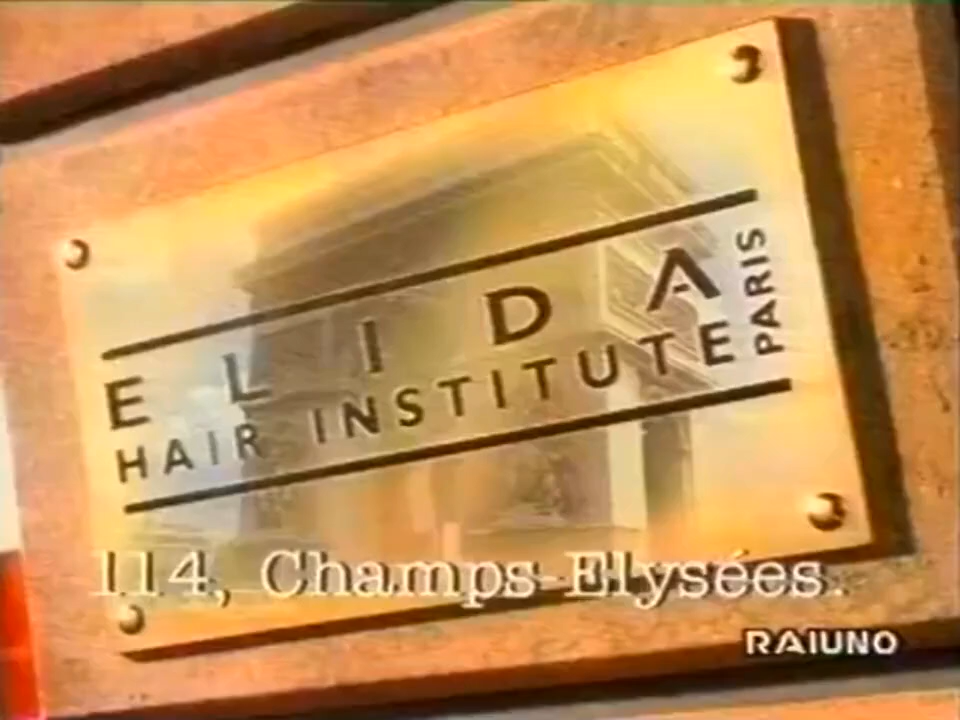 ELIDA
HAIR INSTITUTE
PARIS
114, Champs-Elysées.
RAIUNO